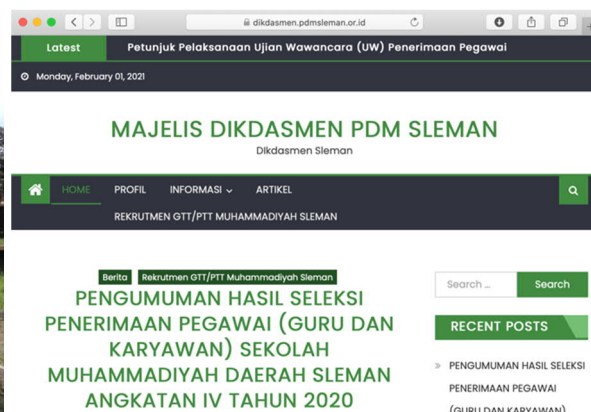 dikdasmen.pdmsleman.or.id
Latest Petunjuk Pelaksanaan Ujian Wawancara (UW) Penerimaan Pegawai
Monday, February 01, 2021
MAJELIS DIKDASMEN PDM SLEMAN
Dikdasmen Sleman
HOME PROFIL INFORMASI ARTIKEL
REKRUTMEN GTT/PTT MUHAMMADIYAH SLEMAN
Berita Rekrutmen GTT/PTT Muhammadiyah Sleman
PENGUMUMAN HASIL SELEKSI
PENERIMAAN PEGAWAI (GURU DAN
KARYAWAN) SEKOLAH
MUHAMMADIYAH DAERAH SLEMAN
ANGKATAN IV TAHUN 2020
Search ... Search
RECENT POSTS
» PENGUMUMAN HASIL SELEKSI
PENERIMAAN PEGAWAI
(GURU DAN KARYAWAN)